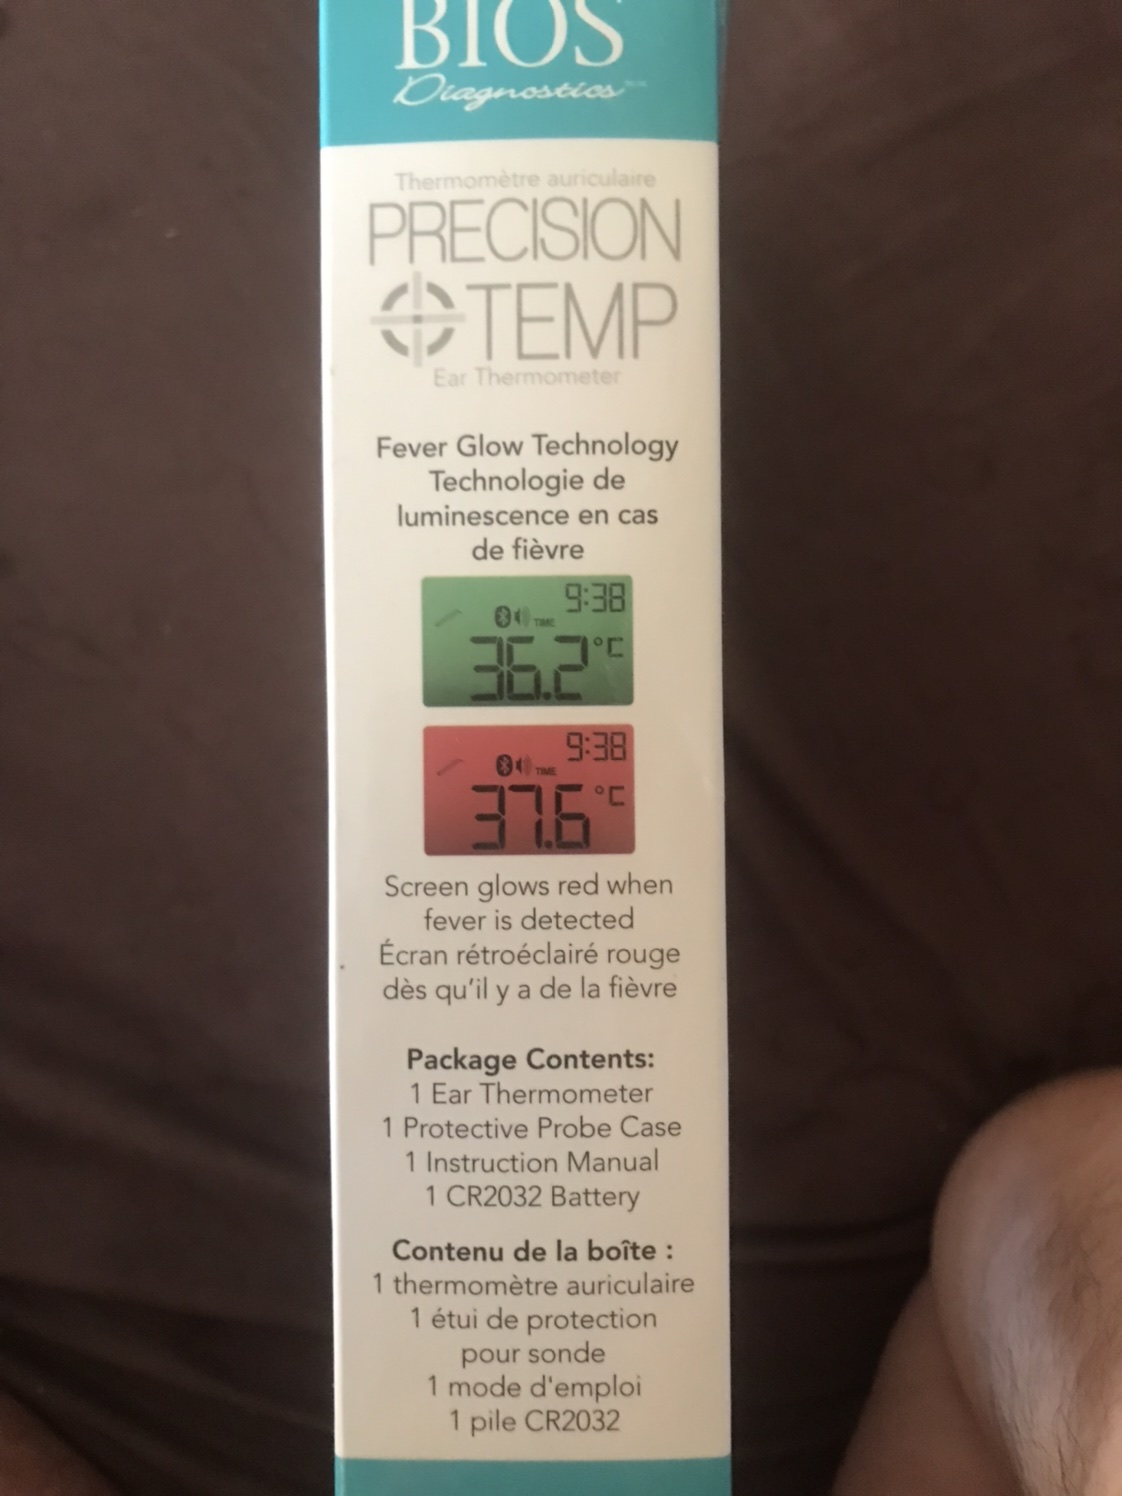 BIOS
Diagnostics
Thermomètre auriculaire
PRECISION
TEMP
Ear Thermometer
Fever Glow Technology
Technologie de
luminescence en cas
de fièvre
9:38
TIME
36.2°C
9:38
TIME
37.6°C
Screen glows red when
fever is detected
Écran rétroéclairé rouge
dès qu'il y a de la fièvre
Package Contents:
1 Ear Thermometer
1 Protective Probe Case
1 Instruction Manual
1 CR2032 Battery
Contenu de la boîte :
1 thermomètre auriculaire
1 étui de protection
pour sonde
1 mode d'emploi
1 pile CR2032